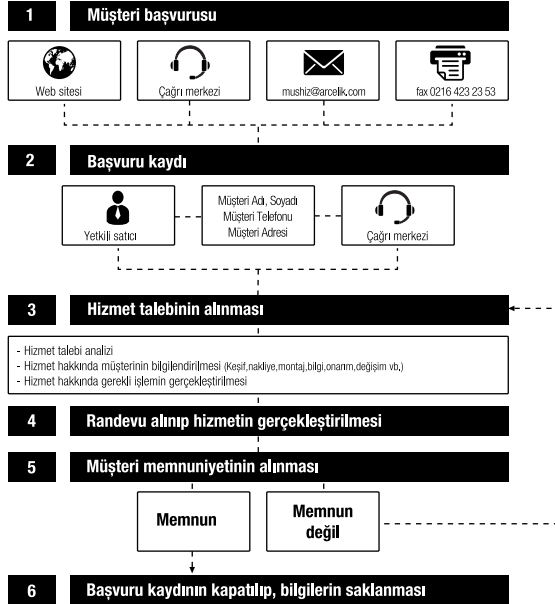 1 Müşteri başvurusu
Web sitesi
Çağrı merkezi
mushiz@arcelik.com
fax 0216 423 23 53
2 Başvuru kaydı
Yetkili satıcı
Müşteri Adı, Soyadı
Müşteri Telefonu
Müşteri Adresi
Çağrı merkezi
3 Hizmet talebinin alınması
- Hizmet talebi analizi
- Hizmet hakkında müşterinin bilgilendirilmesi (Keşif,nakliye,montaj,bilgi,onarım,değişim vb.)
- Hizmet hakkında gerekli işlemin gerçekleştirilmesi
4 Randevu alınıp hizmetin gerçekleştirilmesi
5 Müşteri memnuniyetinin alınması
Memnun
Memnun
değil
6 Başvuru kaydının kapatılıp, bilgilerin saklanması